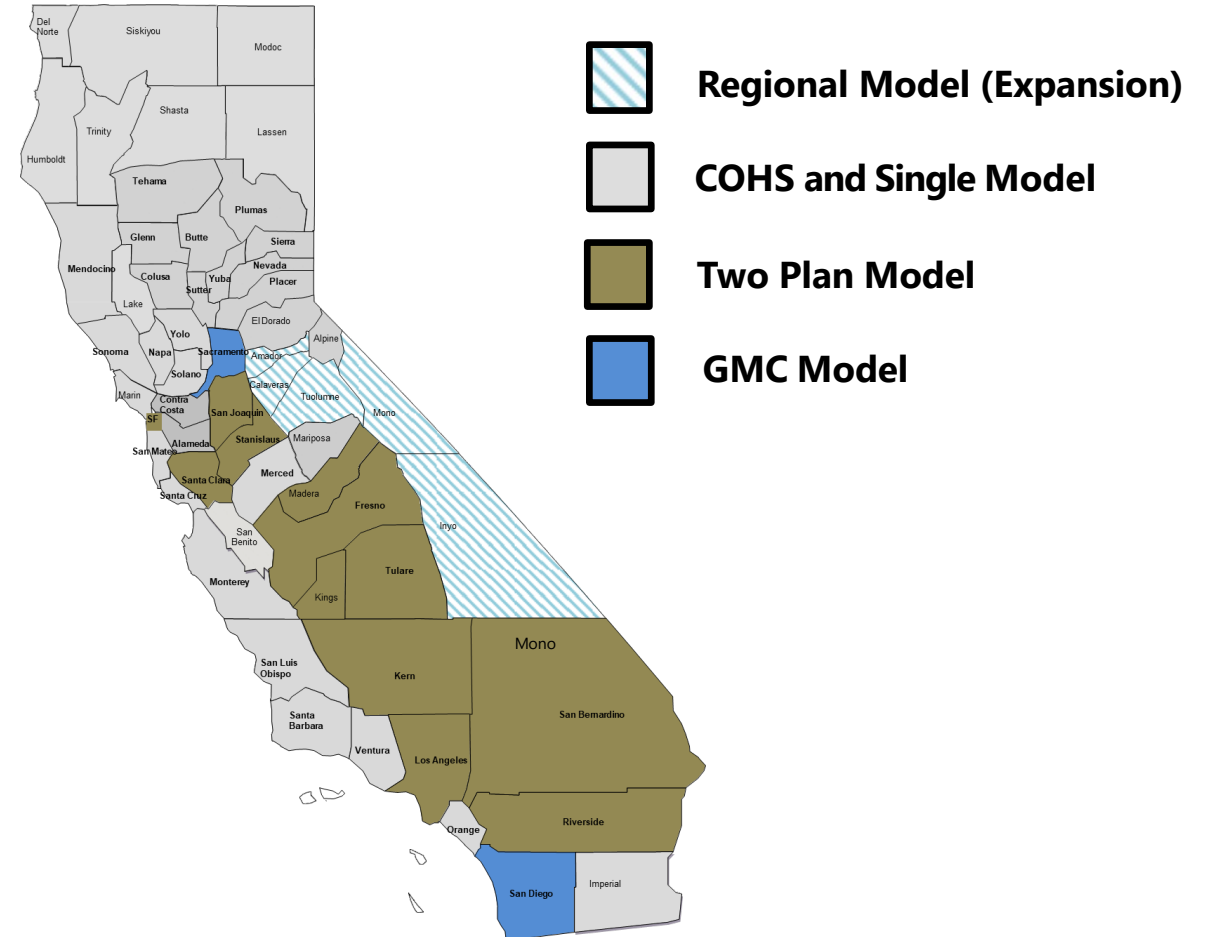 Del
Norte
Siskiyou
Modoc
Regional Model (Expansion)
Shasta
Trinity
Lassen
Humboldt
COHS and Single Model
Tehama
Plumas
Glenn
Butte
Sierra
Mendocino
Nevada
Colusa
Yuba
Placer
Sutter
Two Plan Model
Lake
El Dorado
Yolo
Alpine
Sonoma
Napa
Sacramento
Amador
Solano
GMC Model
Calaveras
Marin
Tuolumne
Contra
Costa
San Joaquin
Mono
SF
Stanislaus
Mariposa
Alameda
San Mateo
Merced
Santa Clara
Santa Cruz
Madera
Fresno
San
Benito
Inyo
Tulare
Monterey
Kings
Mono
San Luis
Obispo
Kern
Santa
Barbara
San Bernardino
Ventura
Los Angeles
Riverside
Orange
Imperial
San Diego